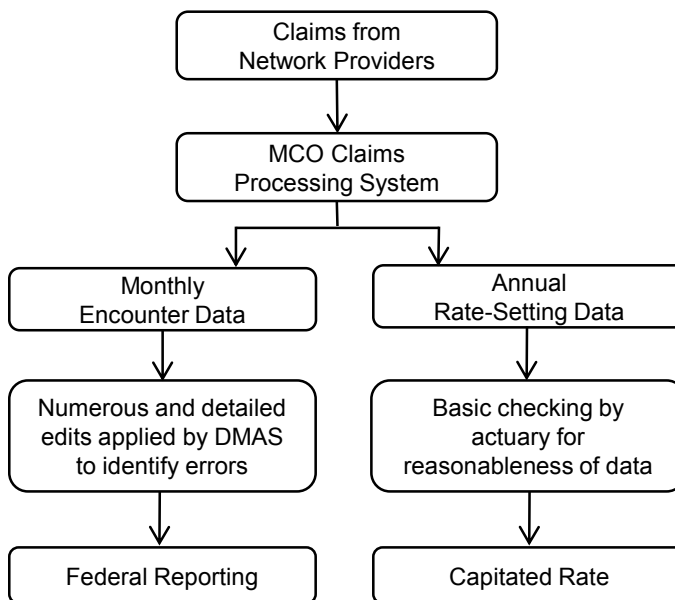 Claims from
Network Providers
MCO Claims
Processing System
Monthly
Encounter Data
Annual
Rate-Setting Data
Numerous and detailed
edits applied by DMAS
to identify errors
Basic checking by
actuary for
reasonableness of data
Federal Reporting
Capitated Rate